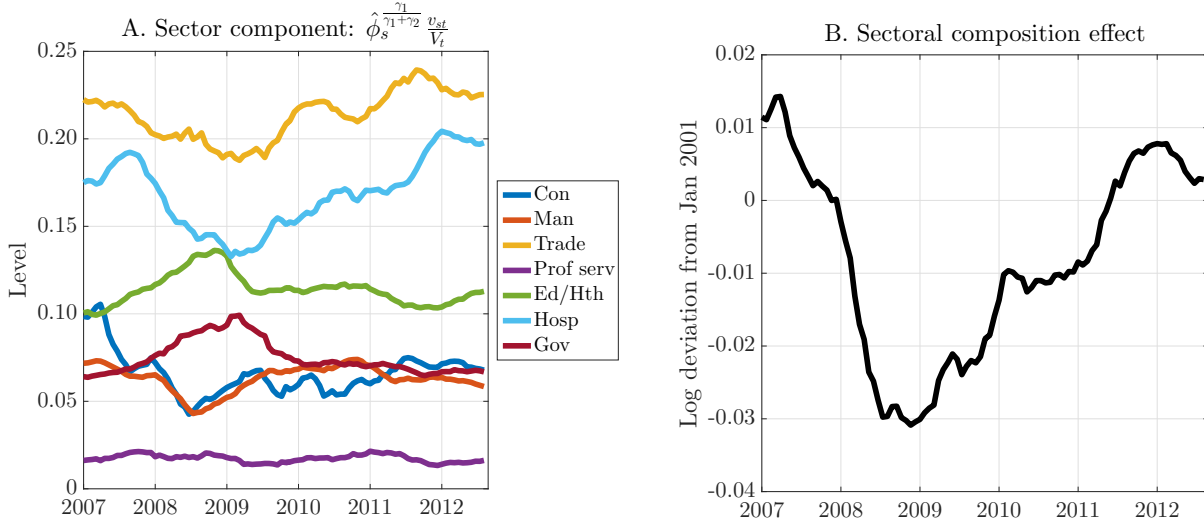 A. Sector component: $\hat{\phi}_s^{\frac{\gamma_1}{\gamma_1+\gamma_2}} \frac{v_{st}}{V_t}$
0.25
0.20
0.15
0.10
0.05
0
Level
2007 2008 2009 2010 2011 2012
Con
Man
Trade
Prof serv
Ed/Hth
Hosp
Gov
B. Sectoral composition effect
0.02
0.01
0
-0.01
-0.02
-0.03
-0.04
Log deviation from Jan 2001
2007 2008 2009 2010 2011 2012